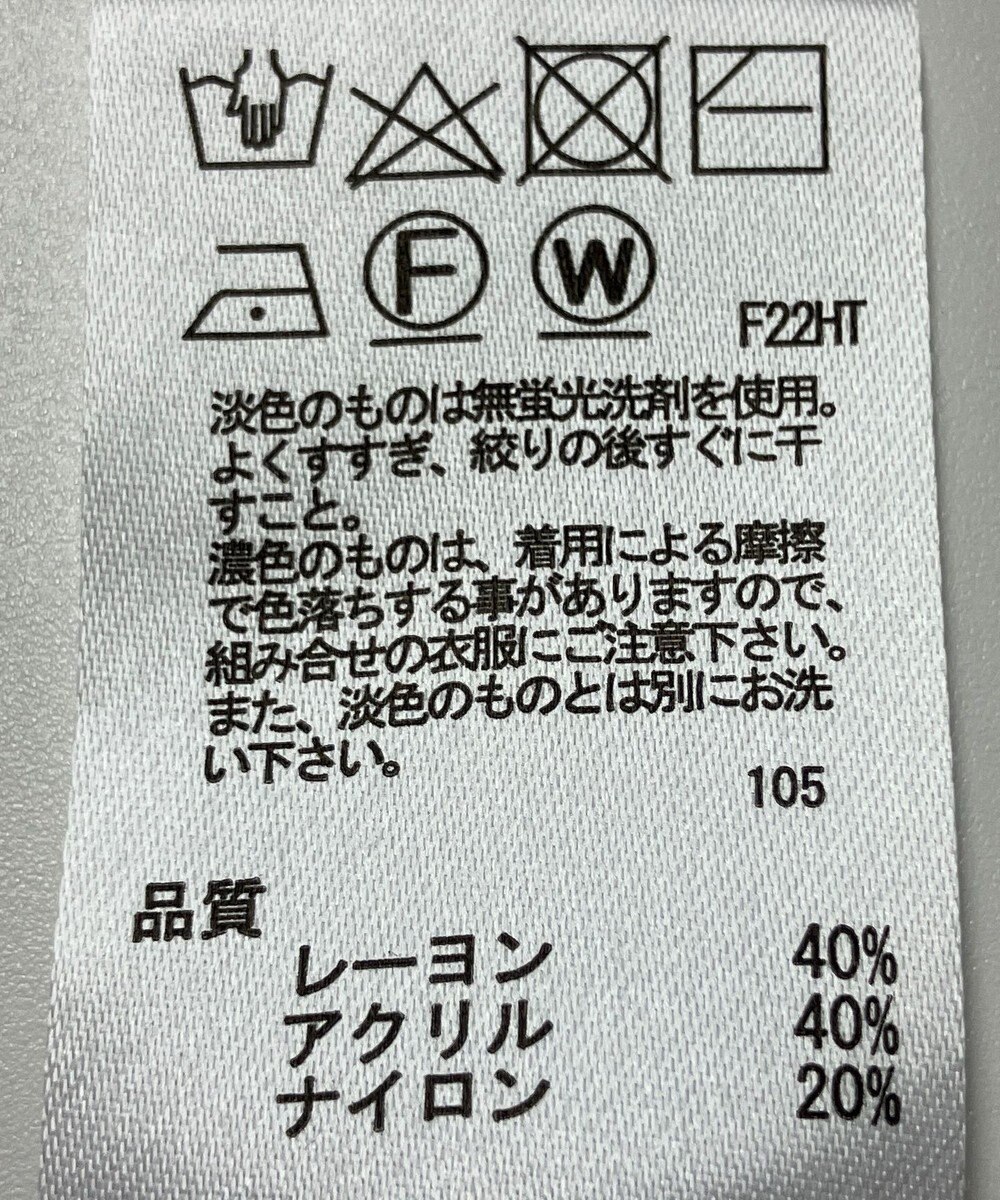 F W
F22HT
淡色のものは無蛍光洗剤を使用。
よくすすぎ、絞りの後すぐに干
すこと。
濃色のものは、着用による摩擦
で色落ちする事がありますので、
組み合せの衣服にご注意下さい。
また、淡色のものとは別にお洗
い下さい。
105
品質
レーヨン 40%
アクリル 40%
ナイロン 20%